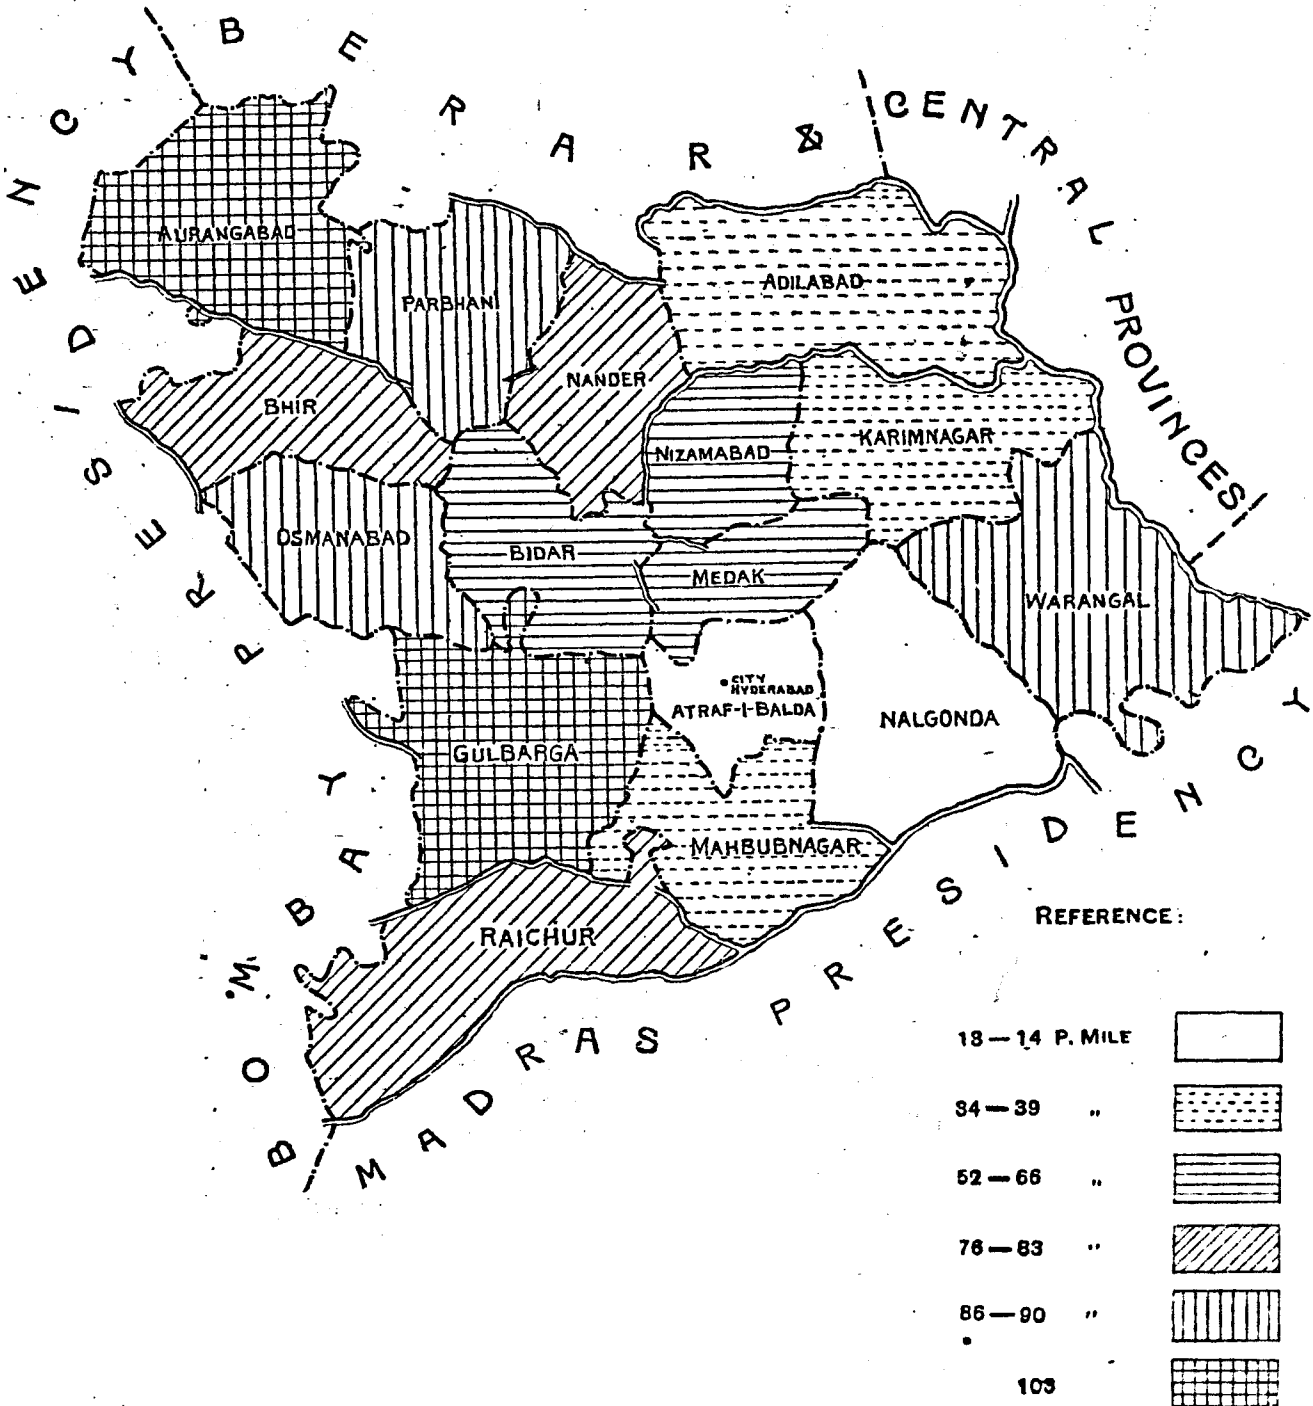 BERAR & CENTRAL PROVINCES
BOMBAY PRESIDENCY
MADRAS PRESIDENCY
AURANGABAD
PARBHANI
ADILABAD
NANDER
BHIR
NIZAMABAD
KARIMNAGAR
OSMANABAD
BIDAR
MEDAK
WARANGAL
CITY
HYDERABAD
ATRAF-I-BALDA
NALGONDA
GULBARGA
MAHBUBNAGAR
RAICHUR
REFERENCE:
13—14 P. MILE
34—39 "
52—66 "
76—83 "
86—90 "
103